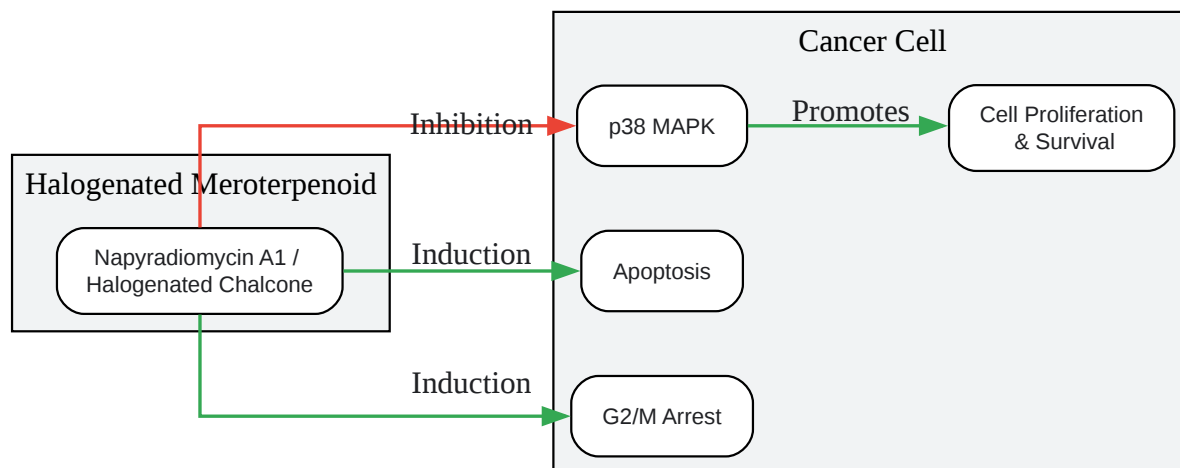 Cancer Cell
Inhibition
p38 MAPK
Promotes
Cell Proliferation
& Survival
Halogenated Meroterpenoid
Napyradiomycin A1 /
Halogenated Chalcone
Induction
Apoptosis
Induction
G2/M Arrest